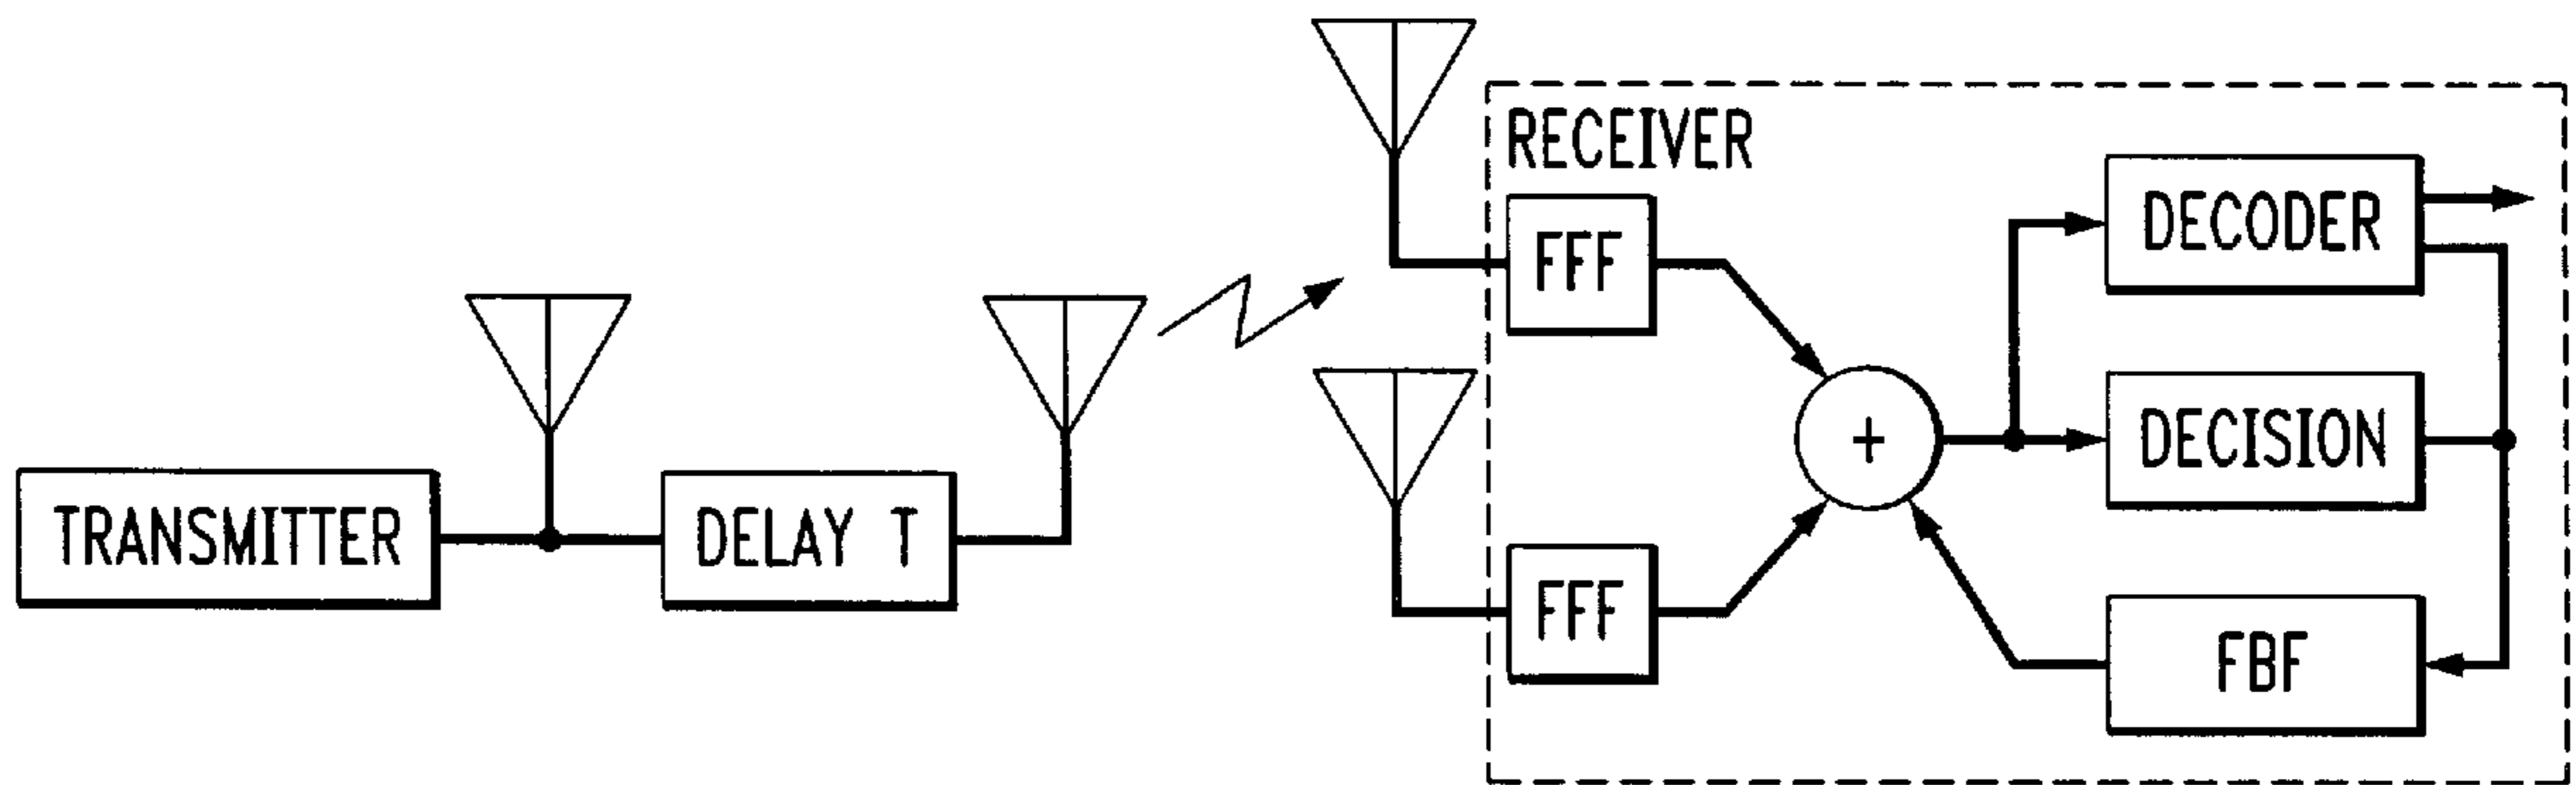 RECEIVER
DECODER
FFF
+
DECISION
TRANSMITTER
DELAY T
FFF
FBF